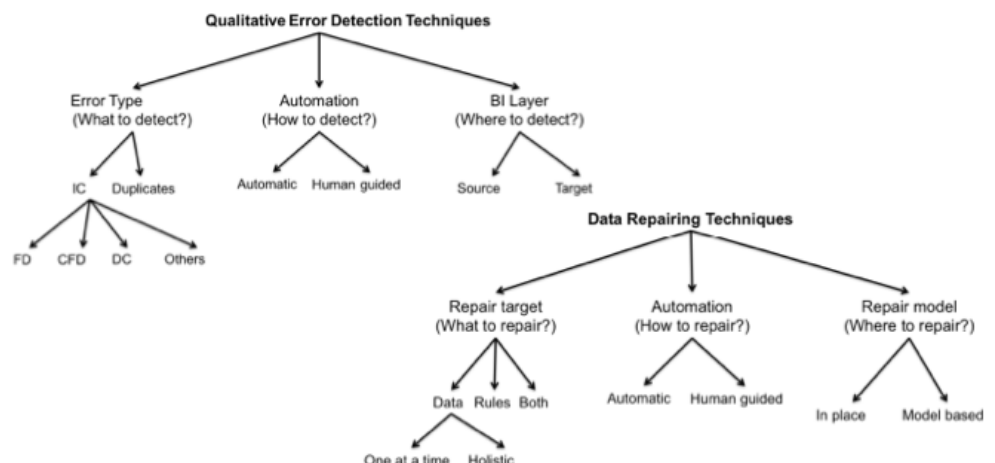 Qualitative Error Detection Techniques
Error Type Automation BI Layer
(What to detect?) (How to detect?) (Where to detect?)
IC Duplicates Automatic Human guided Source Target
FD CFD DC Others
Data Repairing Techniques
Repair target Automation Repair model
(What to repair?) (How to repair?) (Where to repair?)
Data Rules Both Automatic Human guided In place Model based
One at a time Holistic